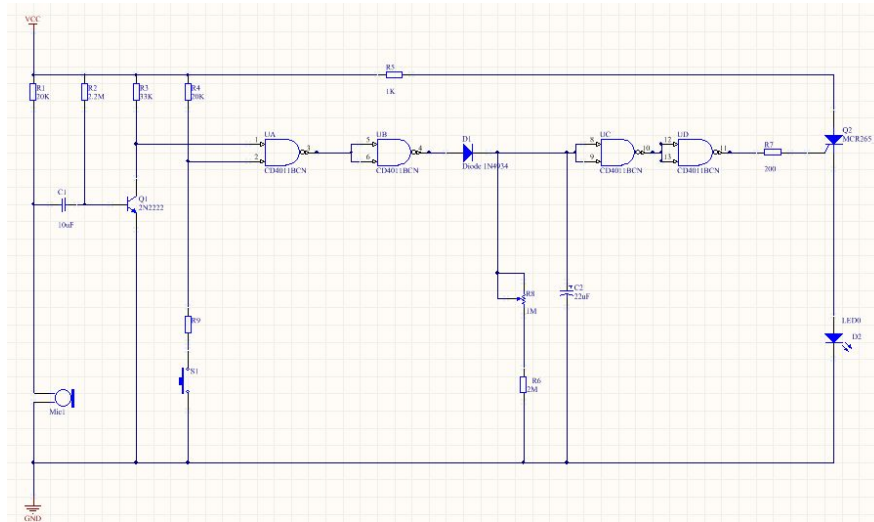 VCC
R5
1K
R1
20K
R2
2.2M
R3
33K
R4
20K
UA
1
2
3
CD4011BCN
UB
5
6
4
CD4011BCN
D1
Diode 1N4934
UC
8
9
10
CD4011BCN
UD
12
13
11
CD4011BCN
R7
200
Q2
MCR265
C1
10uF
Q1
2N2222
R8
1M
C2
22uF
R9
S1
R6
2M
LED0
D2
Mic1
GND